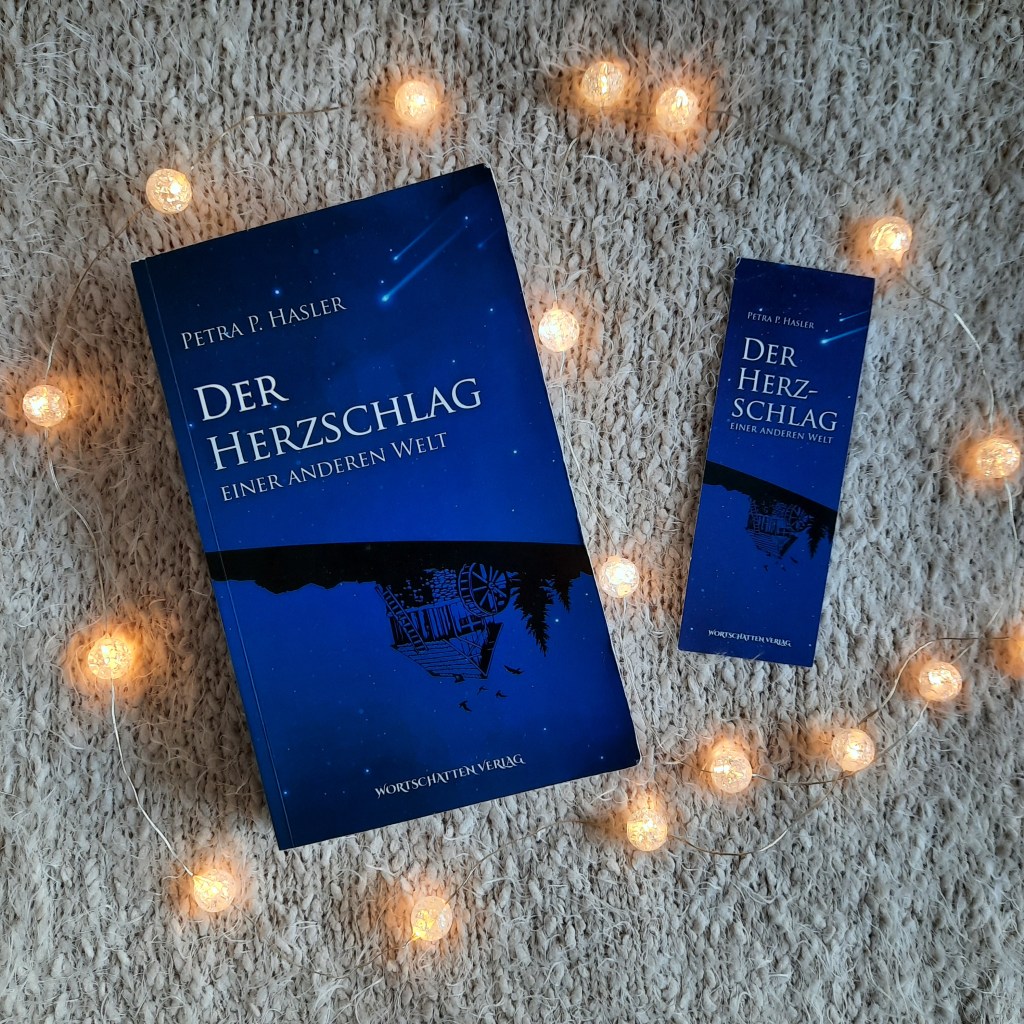 PETRA P. HASLER
DER
HERZSCHLAG
EINER ANDEREN WELT
WORTSCHATTEN VERLAG
PETRA P. HASLER
DER
HERZ-
SCHLAG
EINER ANDEREN WELT
WORTSCHATTEN VERLAG